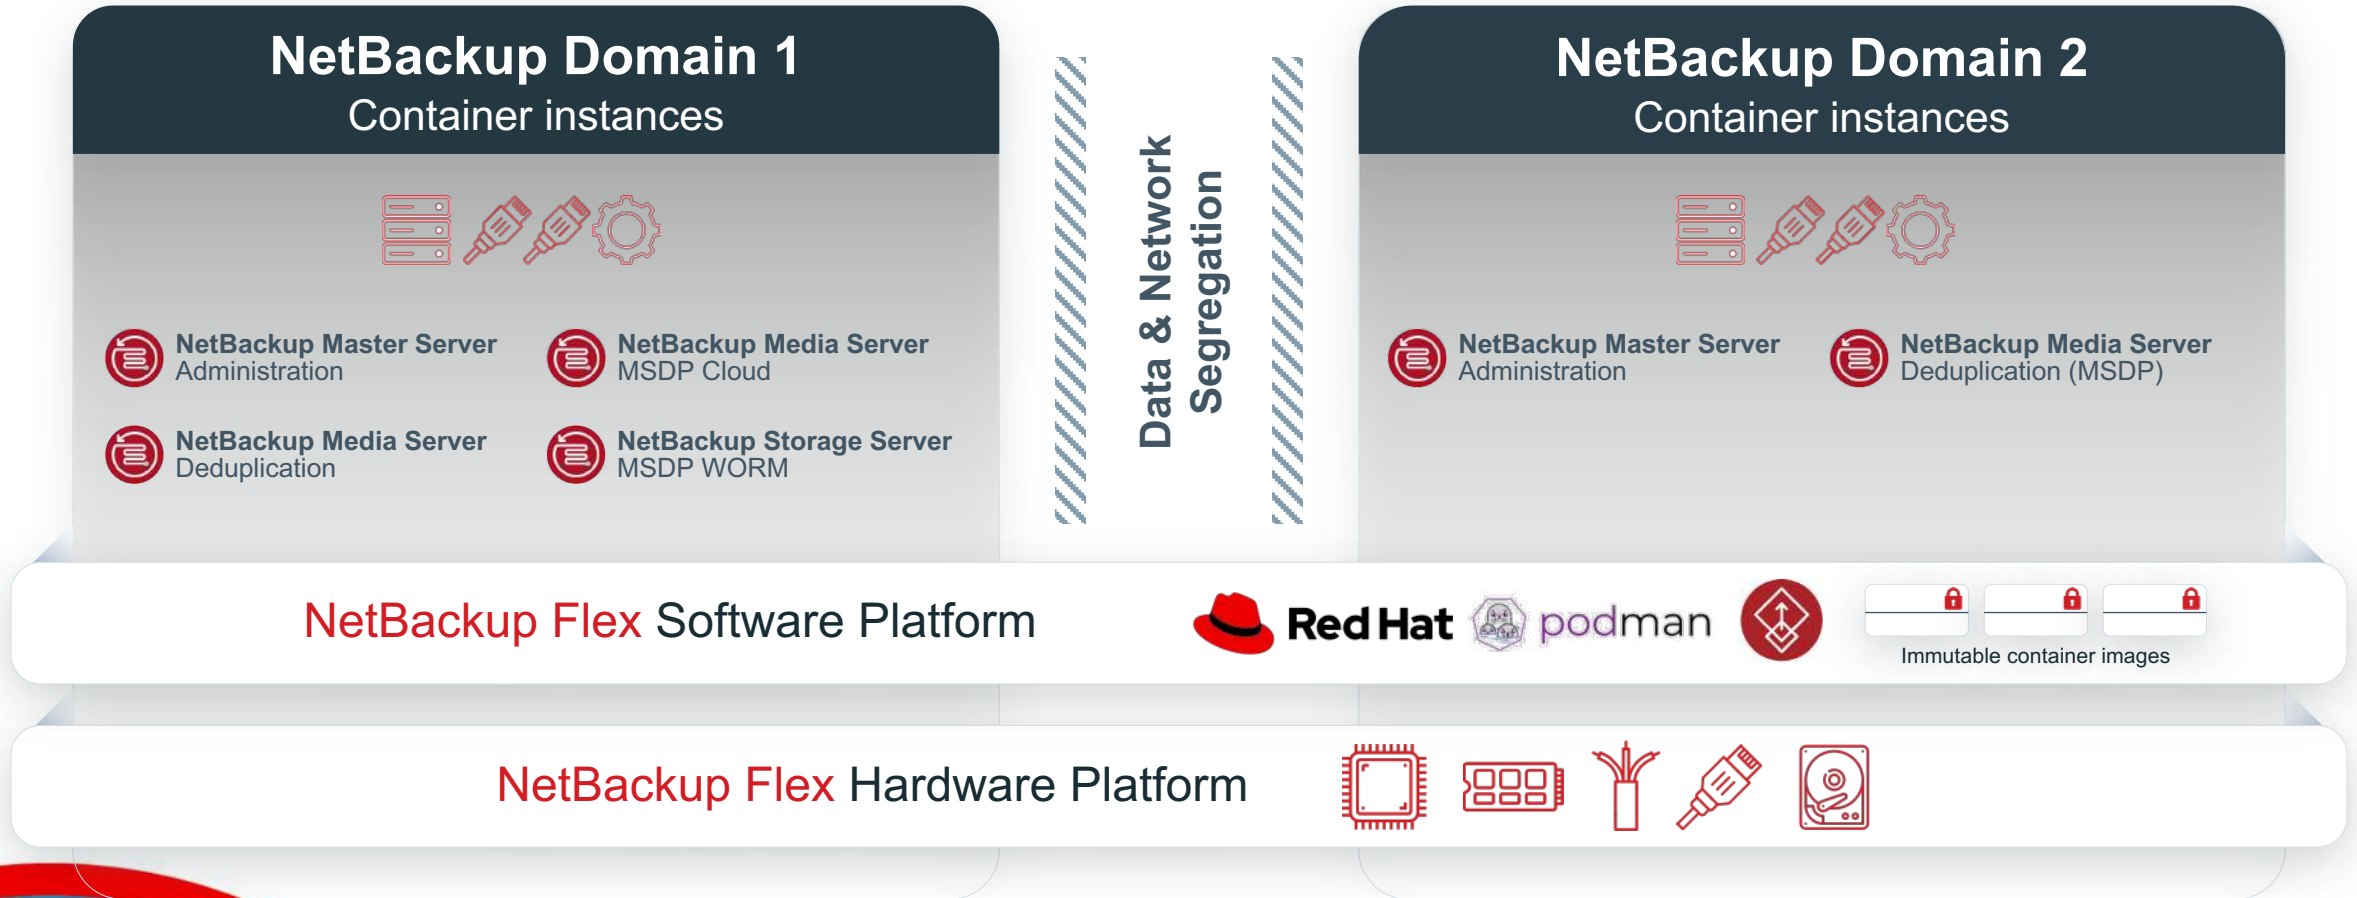 NetBackup Domain 1
Container instances
NetBackup Master Server
Administration
NetBackup Media Server
MSDP Cloud
NetBackup Media Server
Deduplication
NetBackup Storage Server
MSDP WORM
Data & Network
Segregation
NetBackup Domain 2
Container instances
NetBackup Master Server
Administration
NetBackup Media Server
Deduplication (MSDP)
NetBackup Flex Software Platform
Red Hat
podman
Immutable container images
NetBackup Flex Hardware Platform